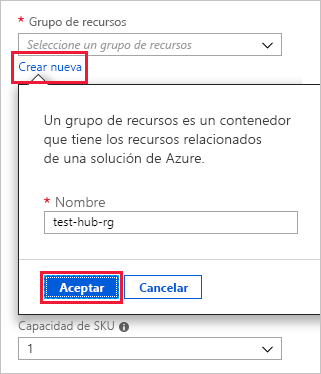 * Grupo de recursos
Seleccione un grupo de recursos
Crear nueva
Un grupo de recursos es un contenedor
que tiene los recursos relacionados
de una solución de Azure.
* Nombre
test-hub-rg
Aceptar
Cancelar
Capacidad de SKU
1